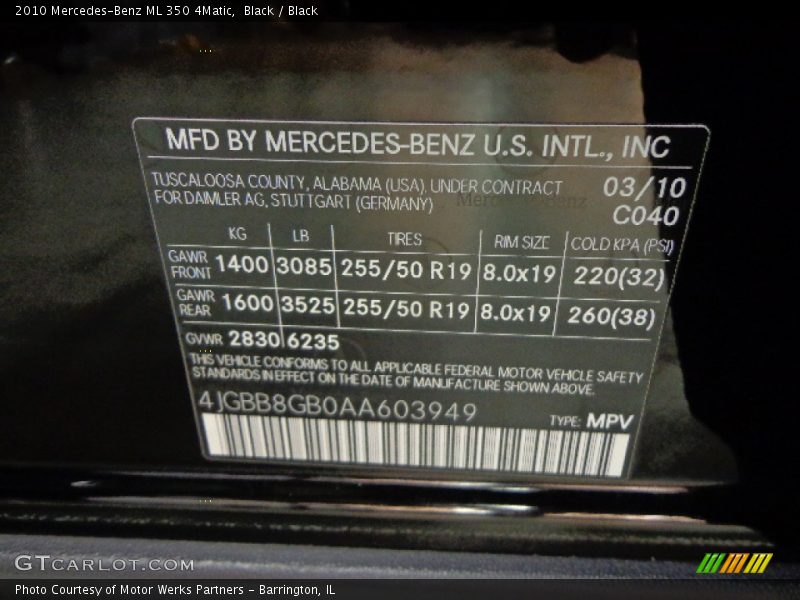 2010 Mercedes-Benz ML 350 4Matic,  Black / Black
MFD BY MERCEDES-BENZ U.S. INTL., INC
TUSCALOOSA COUNTY, ALABAMA (USA). UNDER CONTRACT 03/10
FOR DAIMLER AG, STUTTGART (GERMANY) C040
KG LB TIRES RIM SIZE COLD KPA (PSI)
GAWR FRONT 1400 3085 255/50 R19 8.0x19 220(32)
GAWR REAR 1600 3525 255/50 R19 8.0x19 260(38)
GVWR 2830 6235
THIS VEHICLE CONFORMS TO ALL APPLICABLE FEDERAL MOTOR VEHICLE SAFETY
STANDARDS IN EFFECT ON THE DATE OF MANUFACTURE SHOWN ABOVE.
4JGBB8GB0AA603949 TYPE: MPV
GTCARLOT.COM
Photo Courtesy of Motor Werks Partners - Barrington, IL